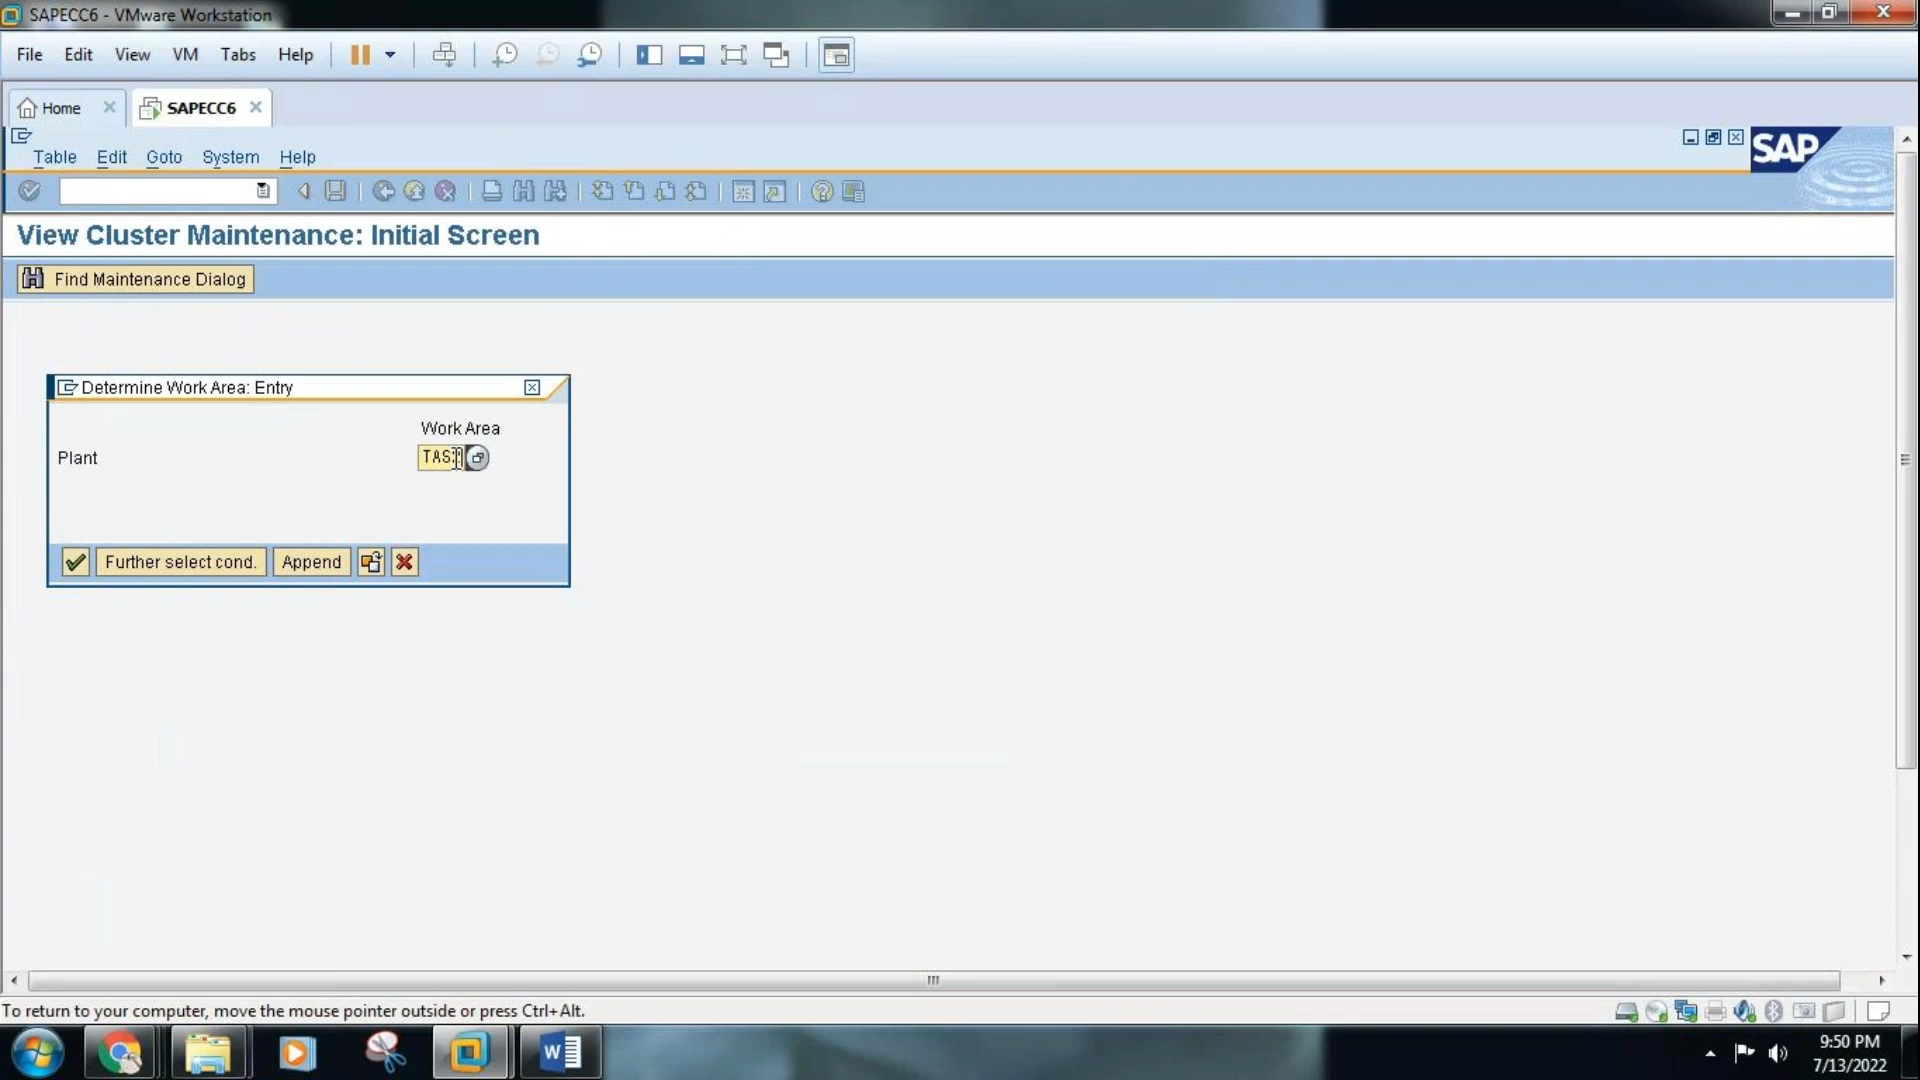 SAPECC6 - VMware Workstation
File Edit View VM Tabs Help
Home SAPECC6
Table Edit Goto System Help
SAP
View Cluster Maintenance: Initial Screen
Find Maintenance Dialog
Determine Work Area: Entry
Work Area
Plant
Further select cond. Append
To return to your computer, move the mouse pointer outside or press Ctrl+Alt.
W
9:50 PM
7/13/2022